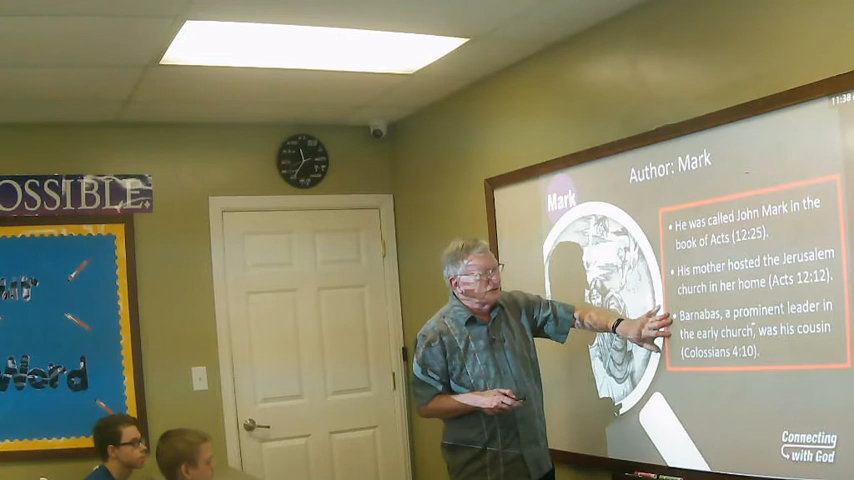 OSSIBLE
Word
Mark
Author: Mark
11:38
• He was called John Mark in the
book of Acts (12:25).
• His mother hosted the Jerusalem
church in her home (Acts 12:12).
• Barnabas, a prominent leader in
the early church, was his cousin
(Colossians 4:10).
Connecting
with God